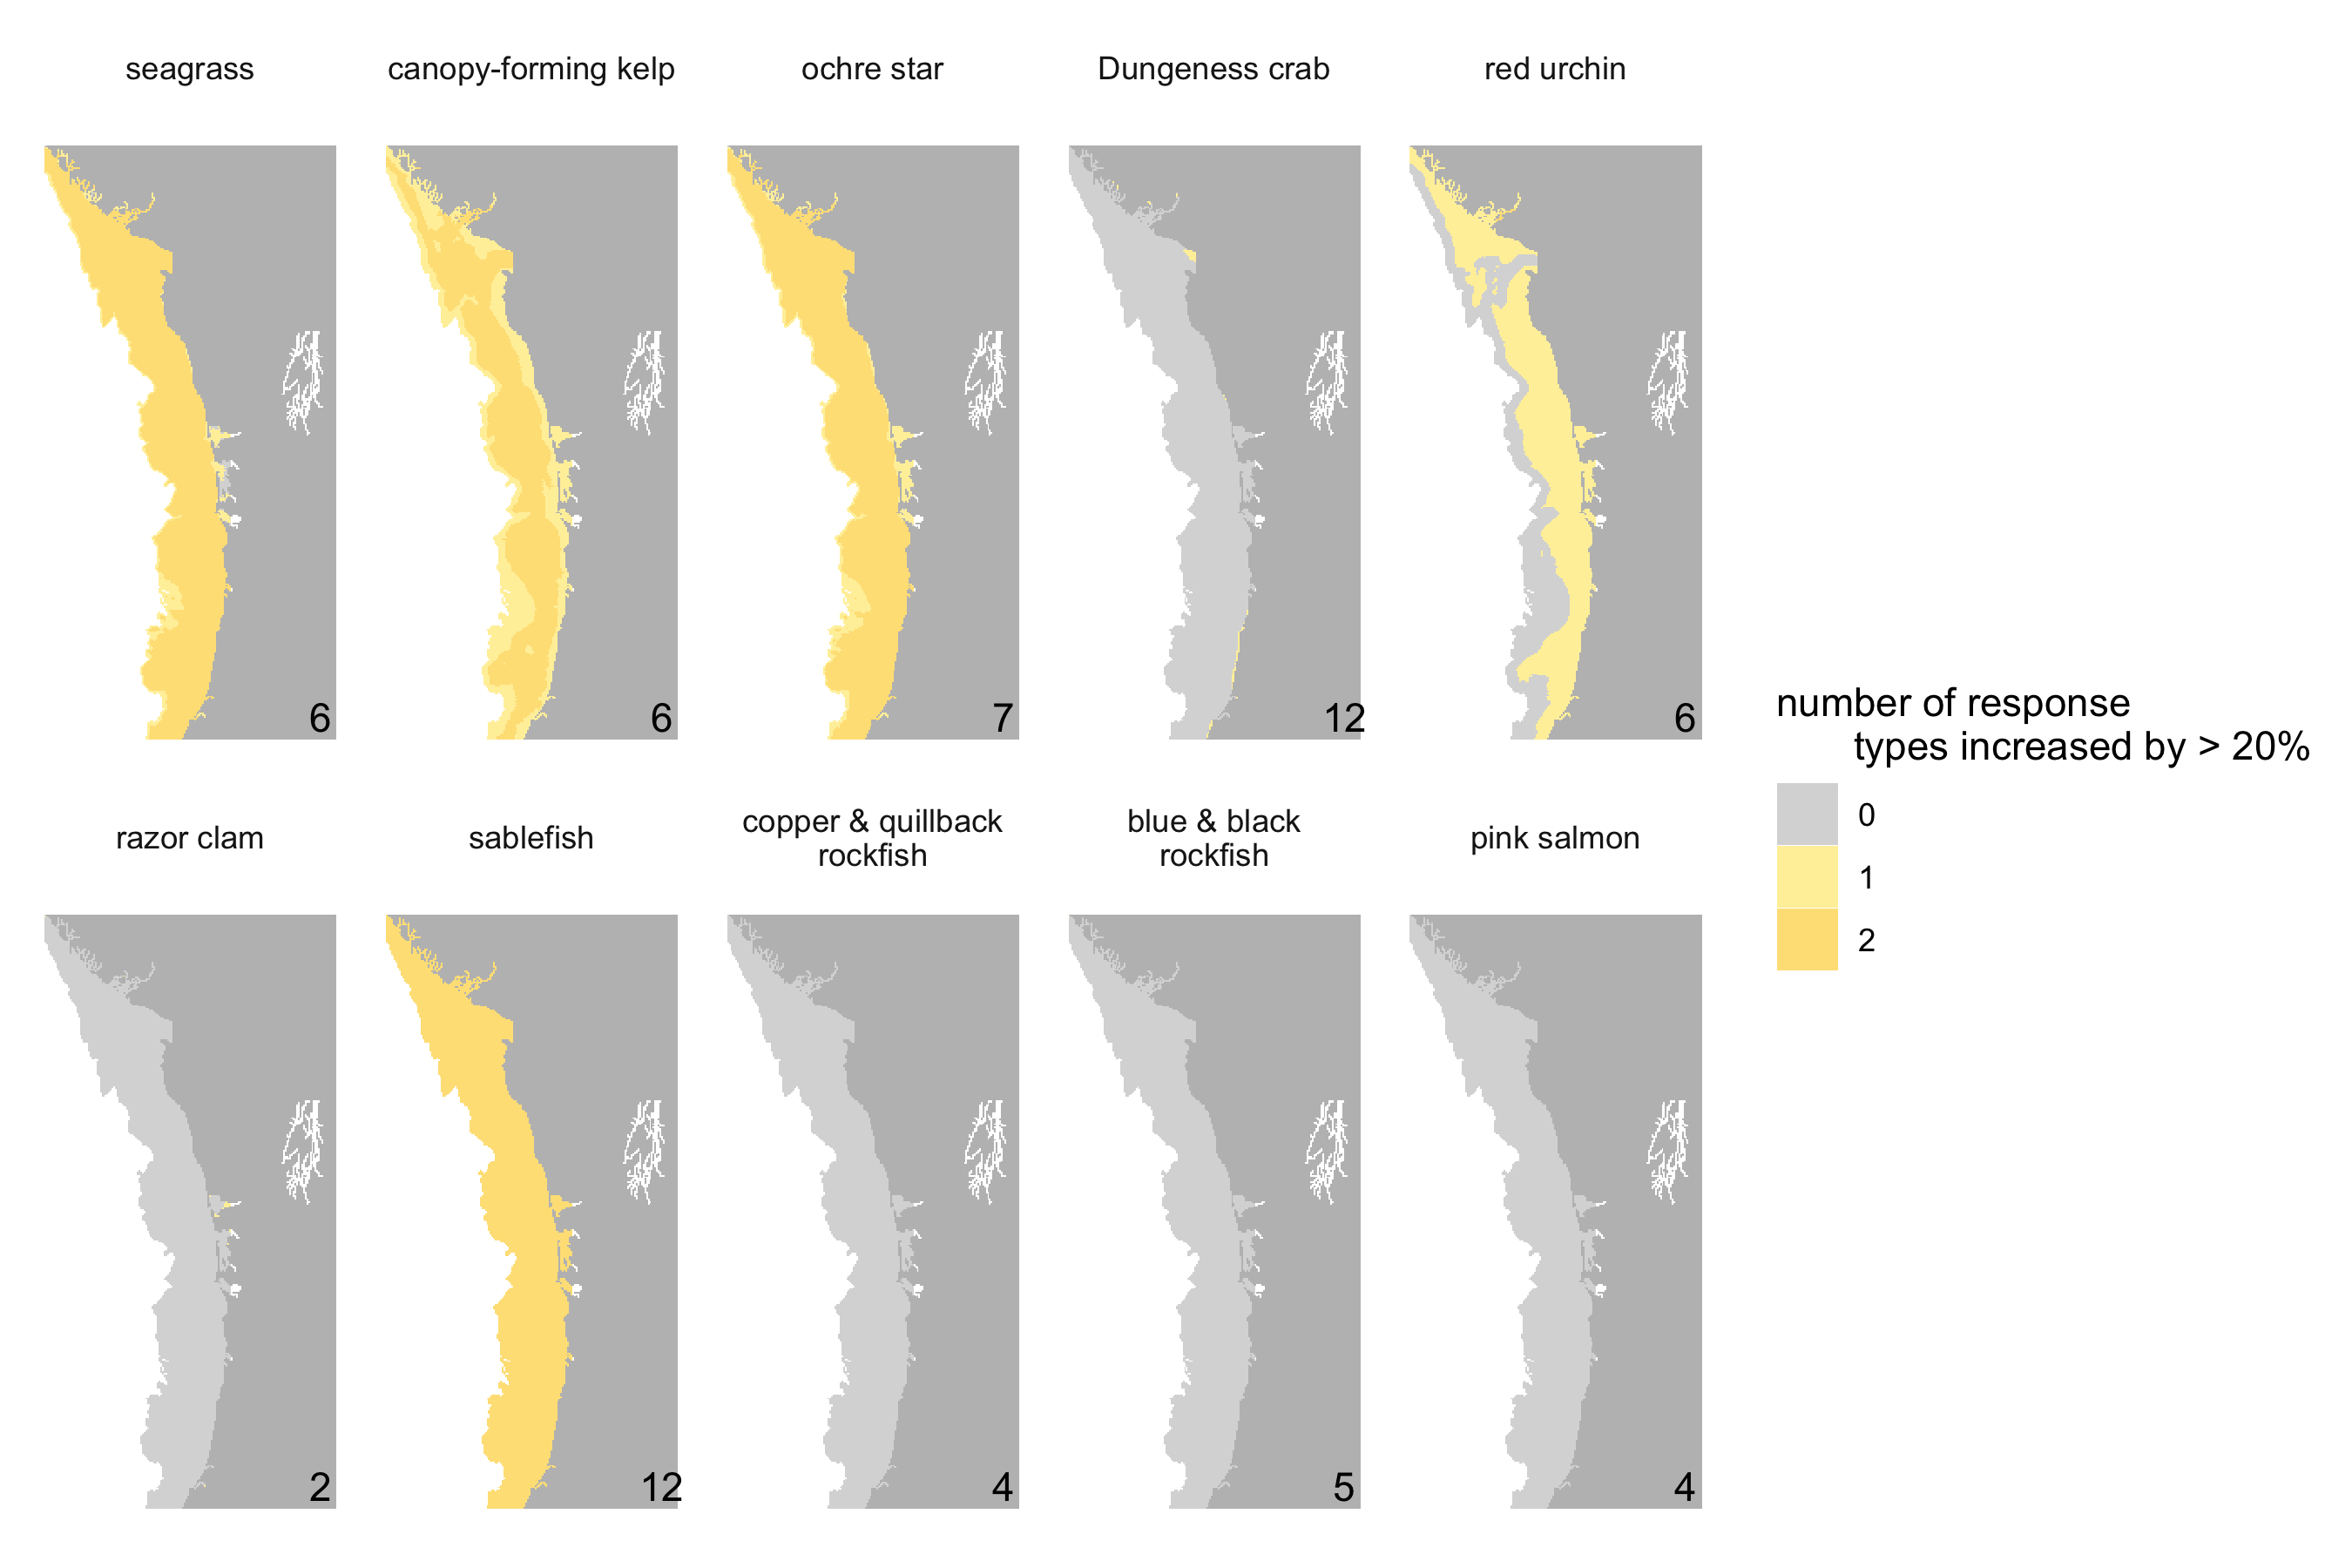 seagrass
canopy-forming kelp
ochre star
Dungeness crab
red urchin
6
6
7
12
6
number of response
types increased by > 20%
0
1
2
razor clam
sablefish
copper & quillback
rockfish
blue & black
rockfish
pink salmon
2
12
4
5
4